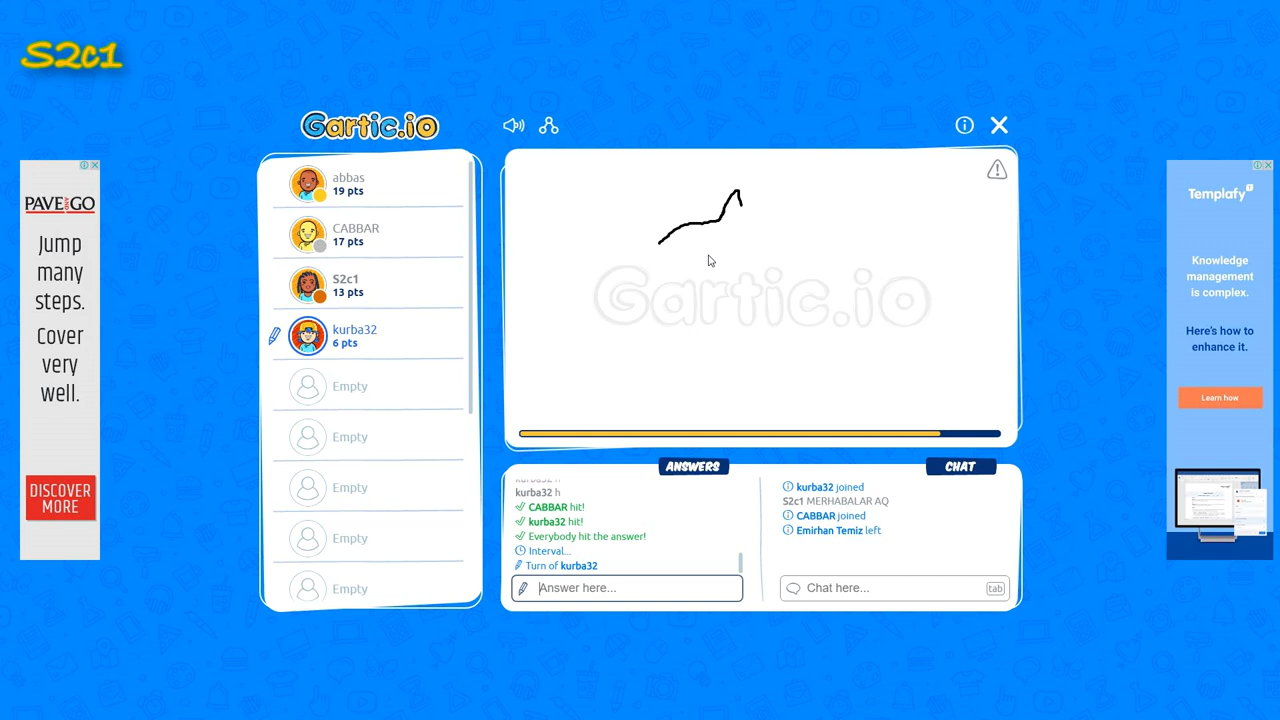 S2c1
Gartic.io
abbas
19 pts
CABBAR
17 pts
S2c1
13 pts
kurba32
6 pts
Empty
Empty
Empty
Empty
Empty
Gartic.io
ANSWERS
kurba32 h
CABBAR hit!
kurba32 hit!
Everybody hit the answer!
Interval...
Turn of kurba32
Answer here...
CHAT
kurba32 joined
S2c1 MERHABALAR AQ
CABBAR joined
Emirhan Temiz left
Chat here...
tab
PAVE AND GO
Jump
many
steps.
Cover
very
well.
DISCOVER
MORE
Templafy
Knowledge
management
is complex.
Here's how to
enhance it.
Learn how